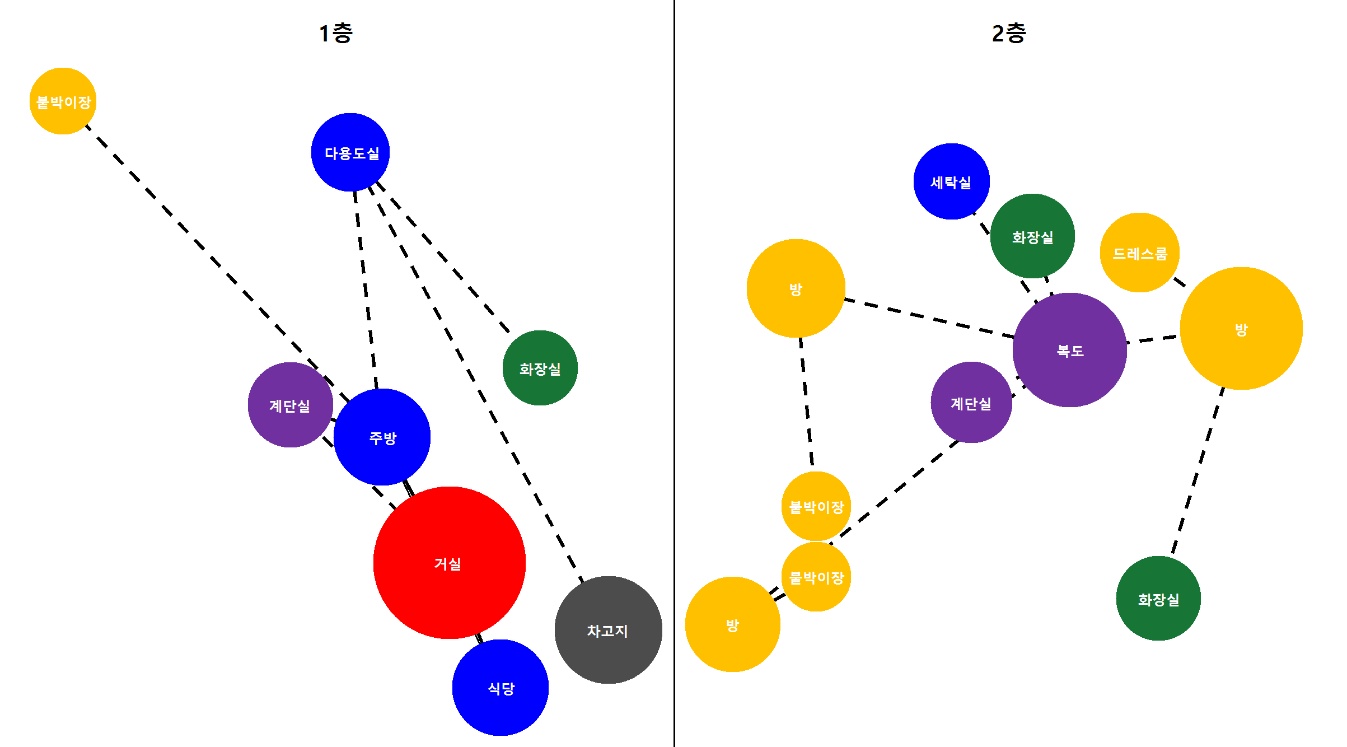 1층
붙박이장
다용도실
화장실
계단실
주방
거실
차고지
식당
2층
세탁실
화장실
드레스룸
방
방
복도
계단실
붙박이장
붙박이장
화장실
방